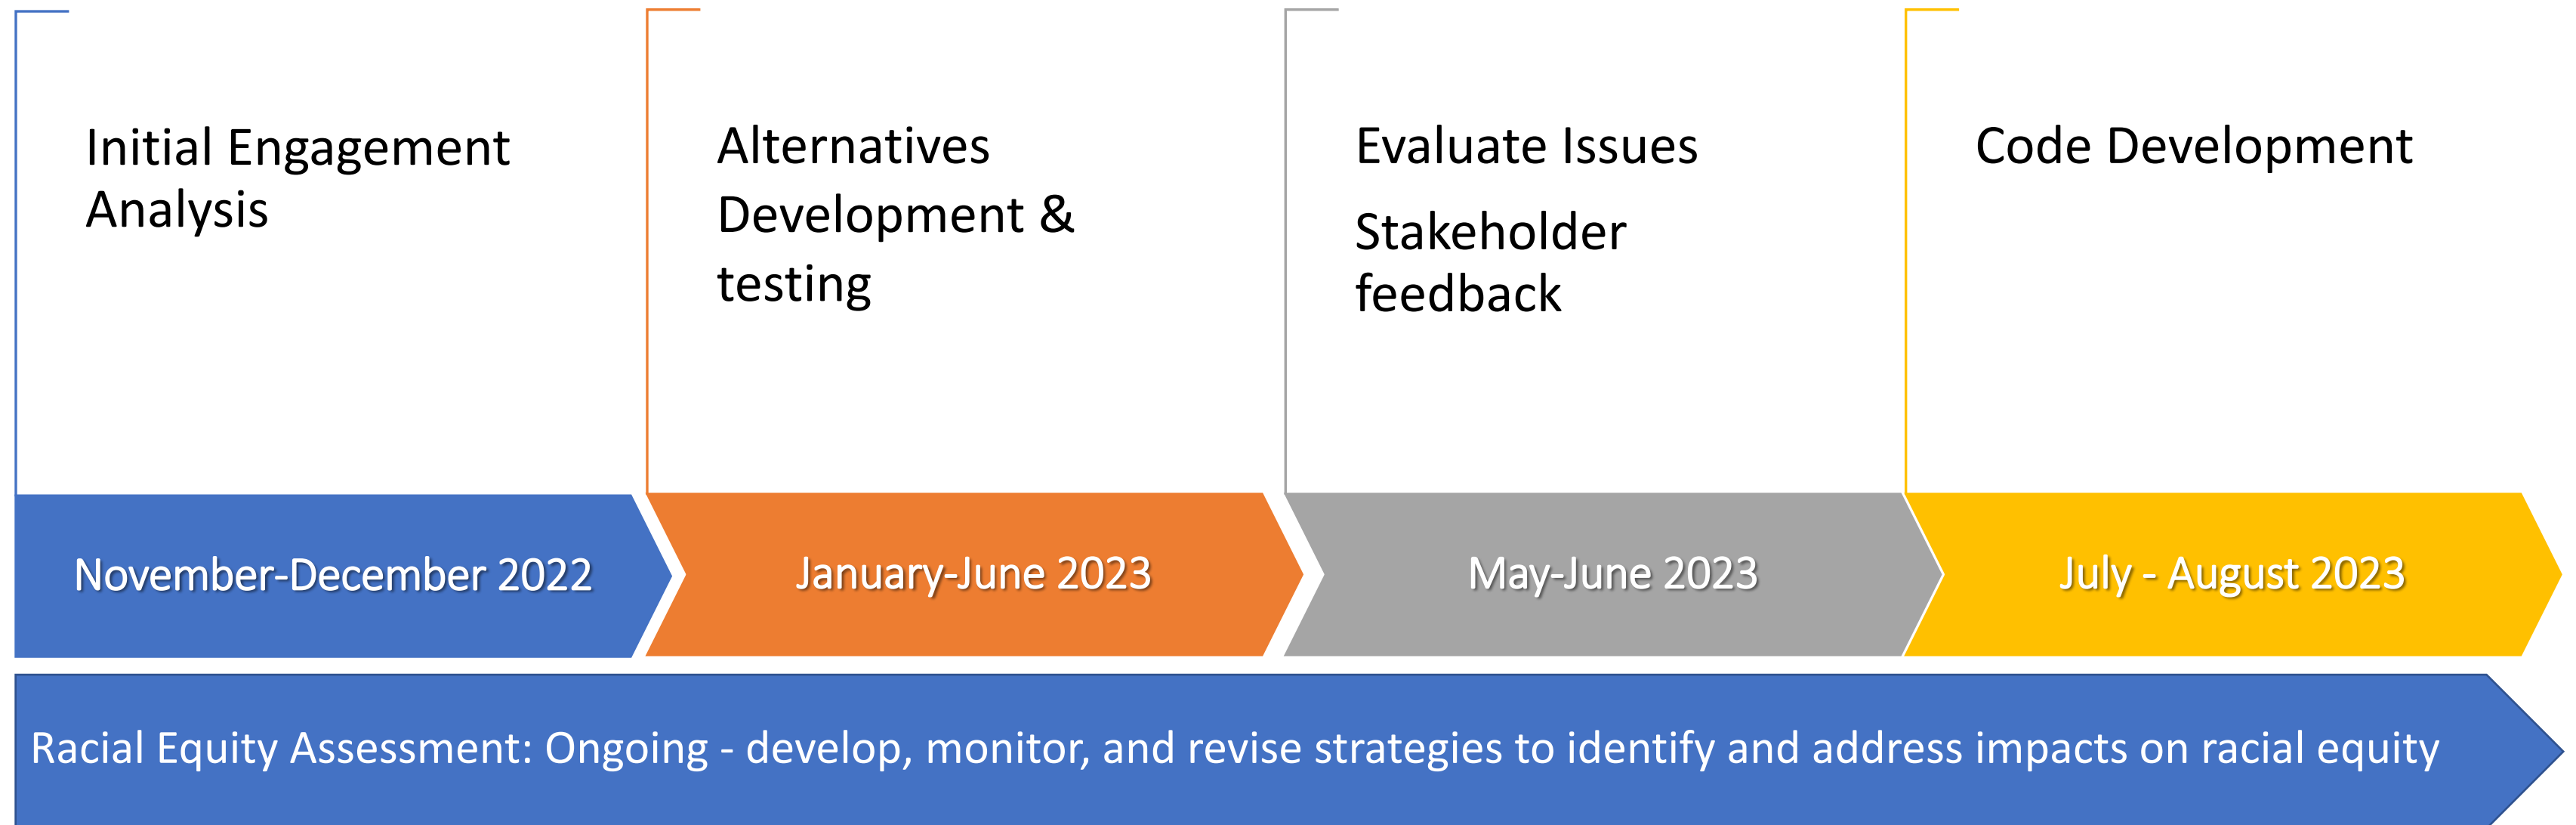 Initial Engagement
Analysis
Alternatives
Development &
testing
Evaluate Issues
Stakeholder
feedback
Code Development
November-December 2022
January-June 2023
May-June 2023
July - August 2023
Racial Equity Assessment: Ongoing - develop, monitor, and revise strategies to identify and address impacts on racial equity